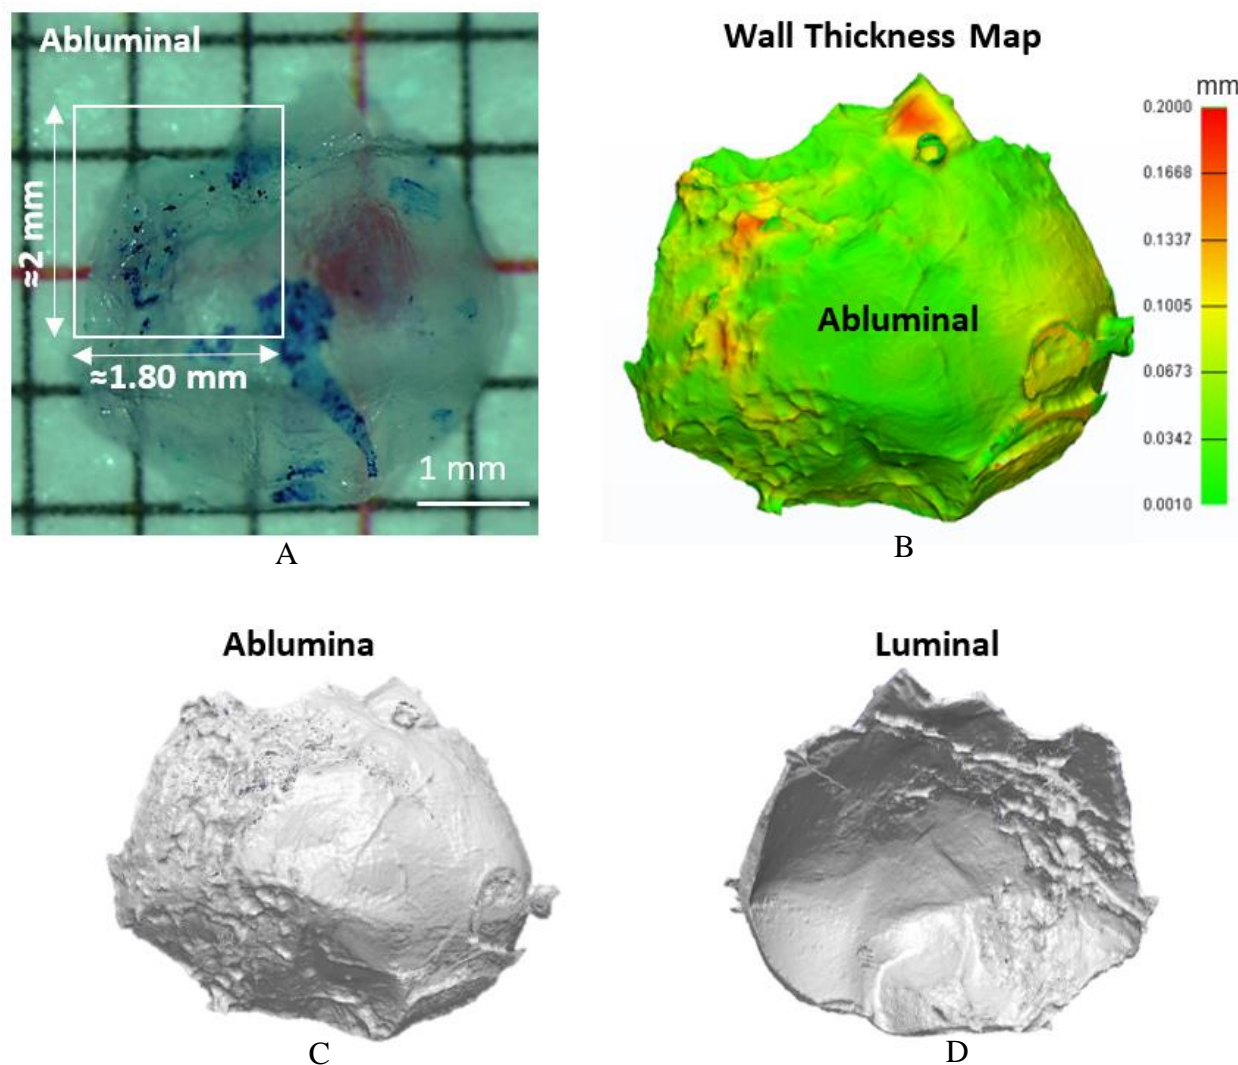 Abluminal
≈2 mm
≈1.80 mm
1 mm
A
Wall Thickness Map
mm
0.2000
0.1668
0.1337
0.1005
0.0673
0.0342
0.0010
Abluminal
B
Ablumina
C
Luminal
D